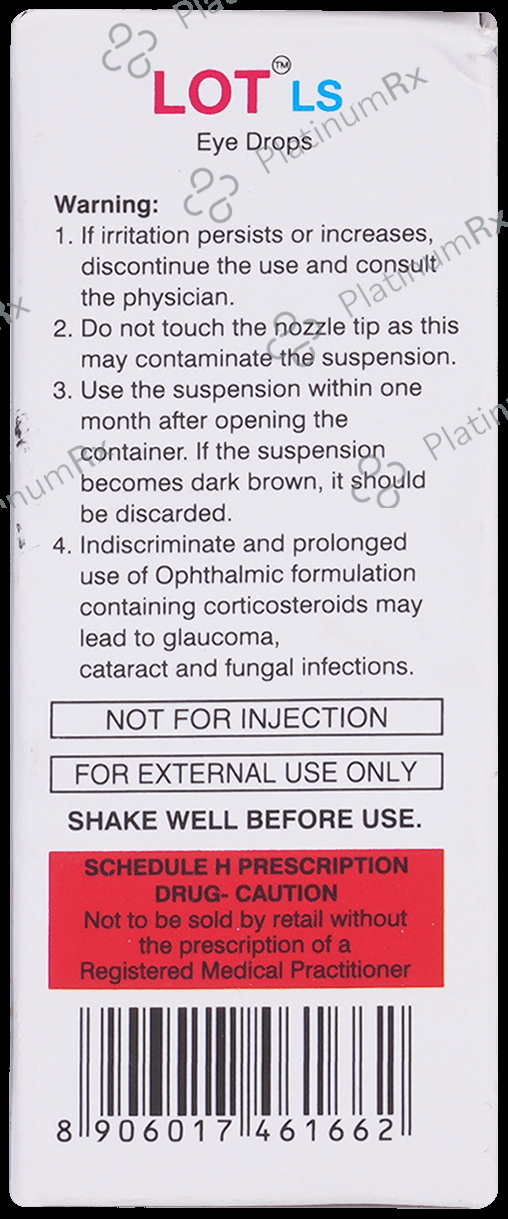 LOT™ LS
Eye Drops
Warning:
1. If irritation persists or increases,
discontinue the use and consult
the physician.
2. Do not touch the nozzle tip as this
may contaminate the suspension.
3. Use the suspension within one
month after opening the
container. If the suspension
becomes dark brown, it should
be discarded.
4. Indiscriminate and prolonged
use of Ophthalmic formulation
containing corticosteroids may
lead to glaucoma,
cataract and fungal infections.
NOT FOR INJECTION
FOR EXTERNAL USE ONLY
SHAKE WELL BEFORE USE.
SCHEDULE H PRESCRIPTION
DRUG- CAUTION
Not to be sold by retail without
the prescription of a
Registered Medical Practitioner
8 906017 461662
PlatinumRx
PlatinumRx